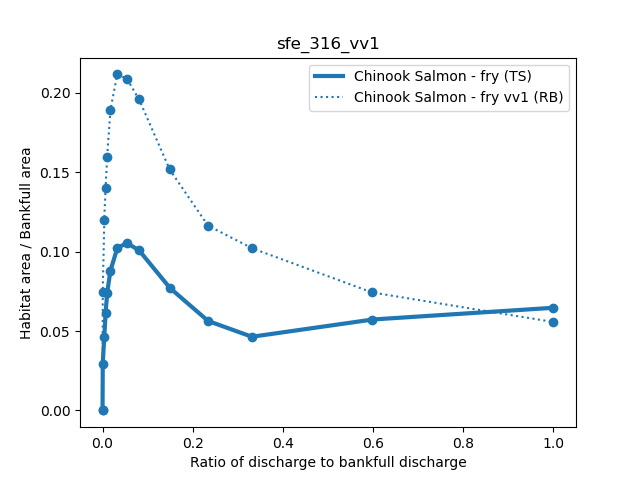 sfe_316_vv1
Chinook Salmon - fry (TS)
Chinook Salmon - fry vv1 (RB)
Habitat area / Bankfull area
0.20
0.15
0.10
0.05
0.00
0.0 0.2 0.4 0.6 0.8 1.0
Ratio of discharge to bankfull discharge